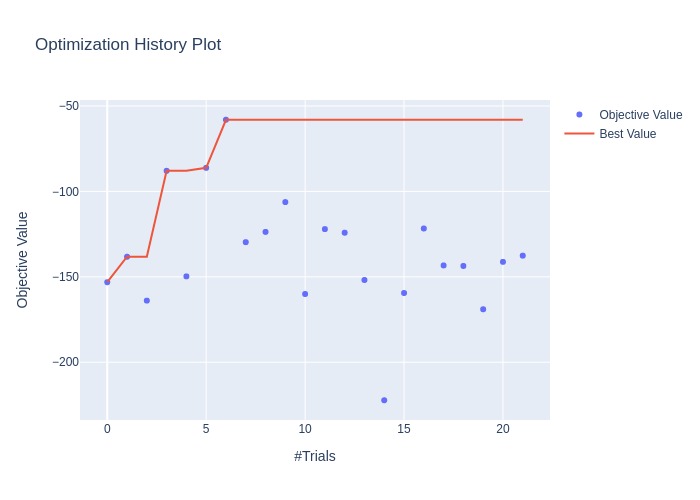 Optimization History Plot
Objective Value
Best Value
−50
−100
−150
−200
Objective Value
0
5
10
15
20
#Trials